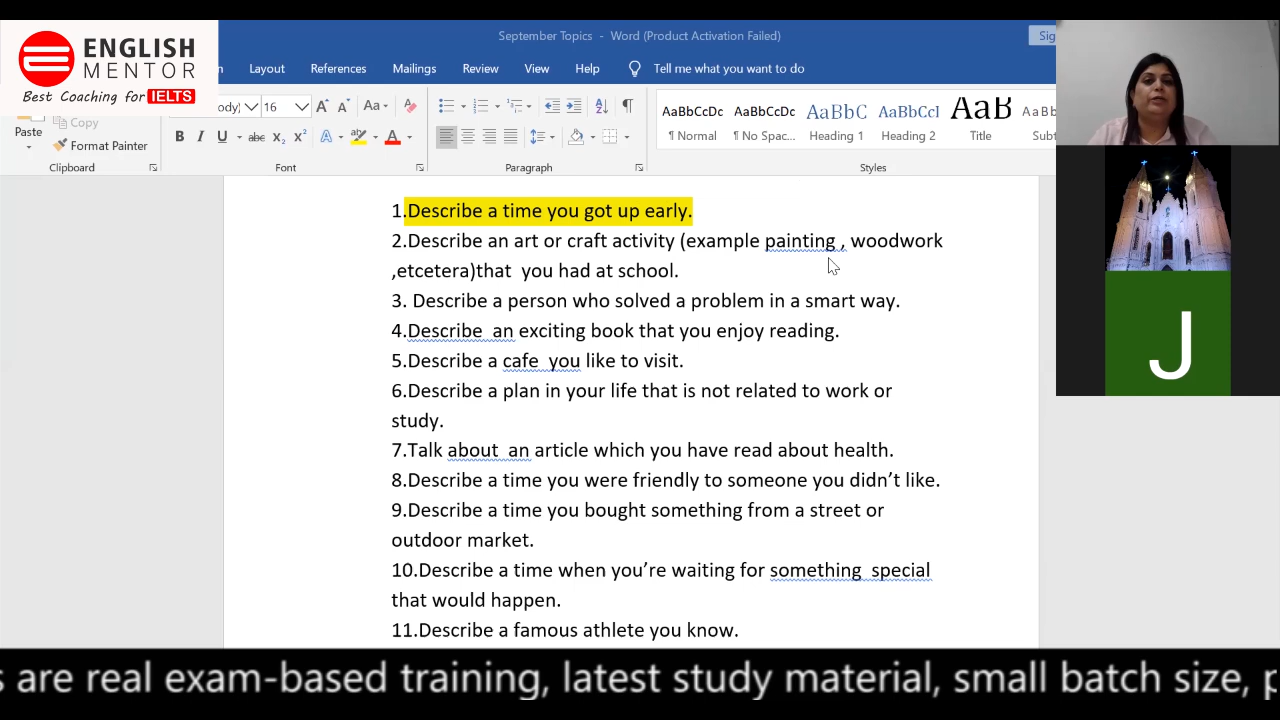 ENGLISH
MENTOR
Best Coaching for IELTS
September Topics - Word (Product Activation Failed)
Layout References Mailings Review View Help Tell me what you want to do
16 Aa
Paste
Copy
Format Painter
B I U abc X₂ X² A A
AaBbCcDc AaBbCcDc AaBbC AaBbCcI AaB
¶ Normal ¶ No Spac... Heading 1 Heading 2 Title
Clipboard Font Paragraph Styles
1.Describe a time you got up early.
2.Describe an art or craft activity (example painting , woodwork
,etcetera)that you had at school.
3. Describe a person who solved a problem in a smart way.
4.Describe an exciting book that you enjoy reading.
5.Describe a cafe you like to visit.
6.Describe a plan in your life that is not related to work or
study.
7.Talk about an article which you have read about health.
8.Describe a time you were friendly to someone you didn’t like.
9.Describe a time you bought something from a street or
outdoor market.
10.Describe a time when you’re waiting for something special
that would happen.
11.Describe a famous athlete you know.
J
s are real exam-based training, latest study material, small batch size, p